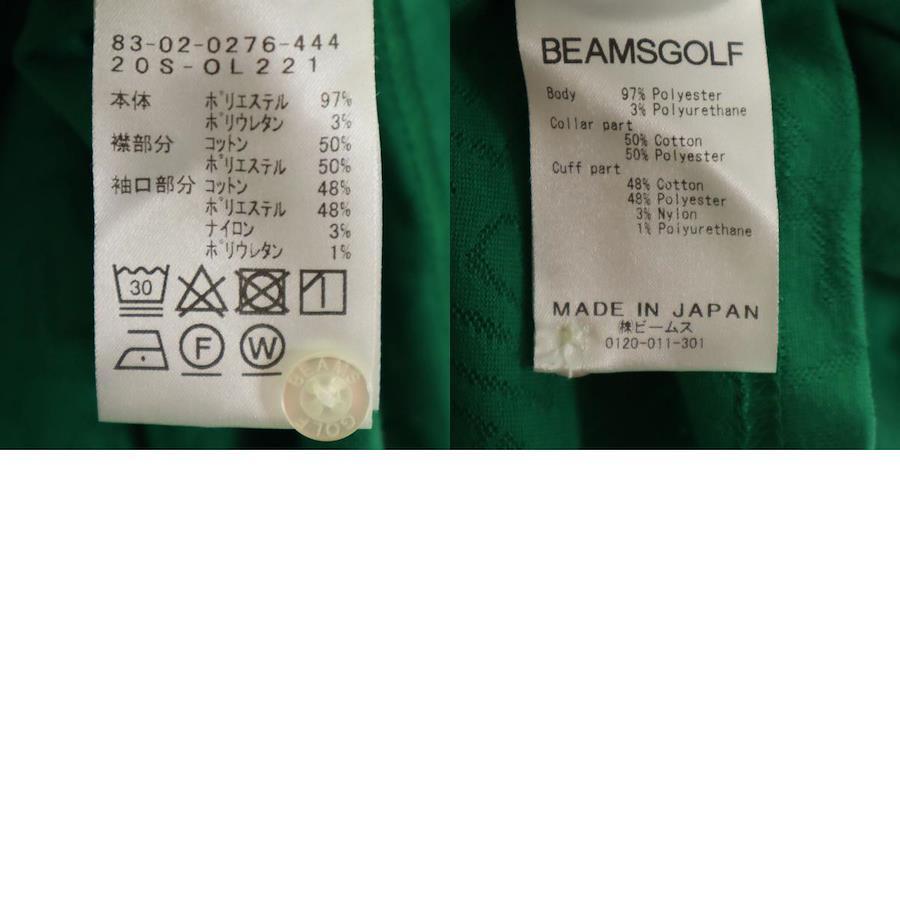 83-02-0276-444
20S-OL221
本体 ポリエステル 97%
ポリウレタン 3%
襟部分 コットン 50%
ポリエステル 50%
袖口部分 コットン 48%
ポリエステル 48%
ナイロン 3%
ポリウレタン 1%
30
F W
BEAMS GOLF
BEAMSGOLF
Body 97% Polyester
3% Polyurethane
Collar part
50% Cotton
50% Polyester
Cuff part
48% Cotton
48% Polyester
3% Nylon
1% Polyurethane
MADE IN JAPAN
㈱ビームス
0120-011-301